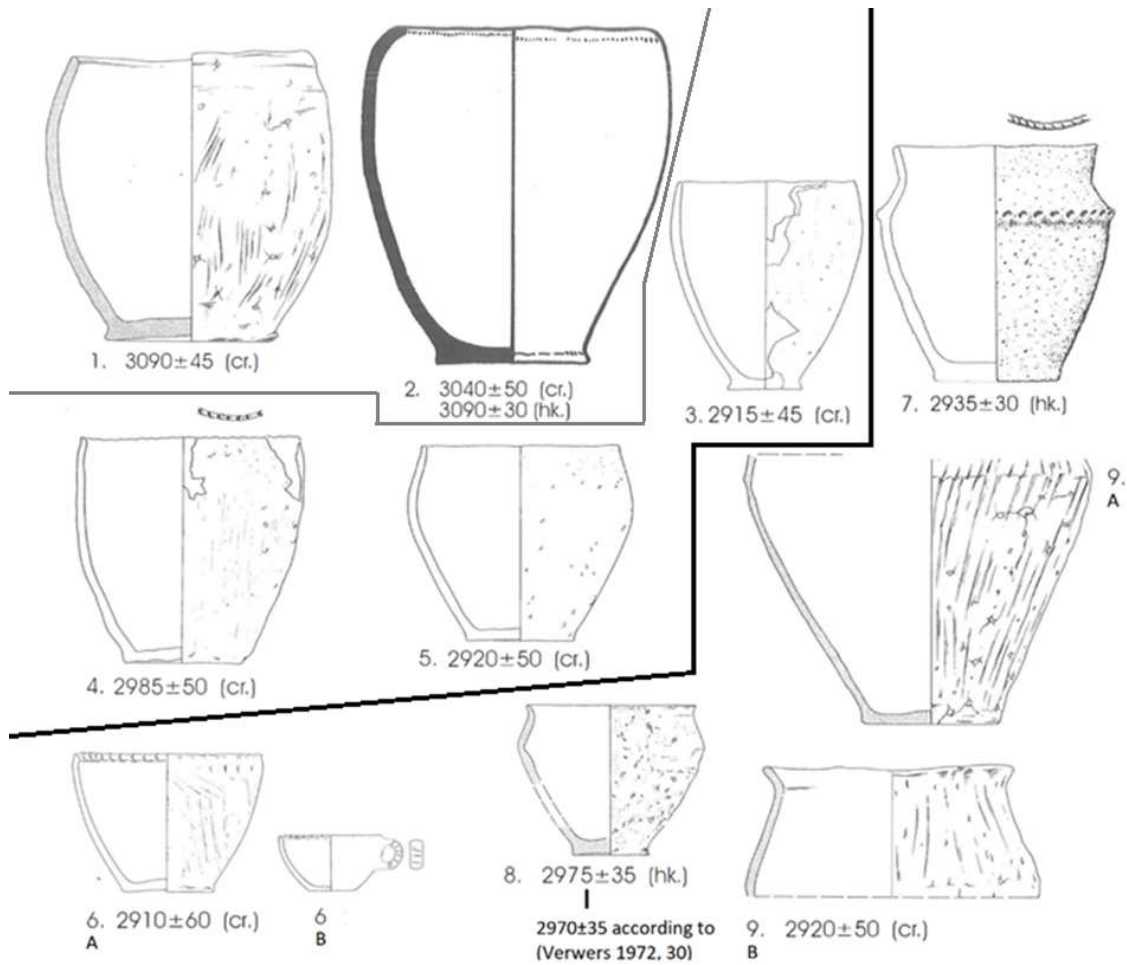 1. 3090±45 (cr.)
2. 3040±50 (cr.)
3090±30 (hk.)
3. 2915±45 (cr.)
7. 2935±30 (hk.)
4. 2985±50 (cr.)
5. 2920±50 (cr.)
9.
A
6. 2910±60 (cr.)
A
6
B
8. 2975±35 (hk.)
2970±35 according to
(Verwers 1972, 30)
9. 2920±50 (cr.)
B